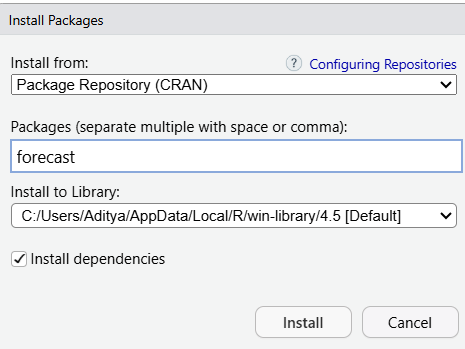 Install Packages
Install from:
? Configuring Repositories
Package Repository (CRAN)
Packages (separate multiple with space or comma):
forecast
Install to Library:
C:/Users/Aditya/AppData/Local/R/win-library/4.5 [Default]
Install dependencies
Install
Cancel